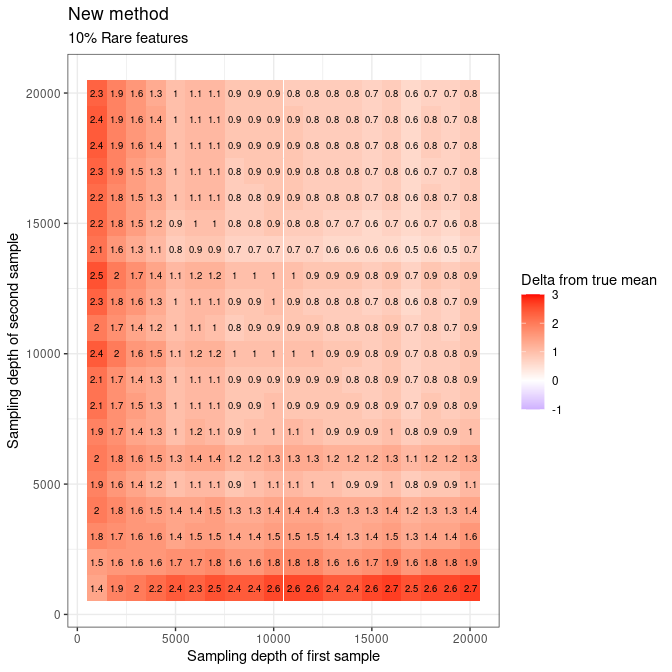 New method
10% Rare features
20000
2.3 1.9 1.6 1.3 1 1.1 1.1 0.9 0.9 0.9 0.8 0.8 0.8 0.8 0.7 0.8 0.6 0.7 0.7 0.8
2.4 1.9 1.6 1.4 1 1.1 1.1 0.9 0.9 0.9 0.8 0.8 0.8 0.8 0.7 0.8 0.6 0.8 0.7 0.8
2.4 1.9 1.6 1.4 1 1.1 1.1 0.9 0.9 0.9 0.8 0.9 0.8 0.8 0.8 0.8 0.6 0.8 0.7 0.8
2.3 1.9 1.5 1.3 1 1.1 1.1 0.8 0.8 0.9 0.9 0.8 0.8 0.8 0.7 0.8 0.6 0.8 0.7 0.8
2.2 1.8 1.5 1.3 1 1.1 1.1 0.8 0.8 0.9 0.8 0.8 0.8 0.8 0.7 0.8 0.6 0.7 0.7 0.8
15000
2.2 1.8 1.5 1.2 0.9 1 1 0.8 0.8 0.8 0.8 0.8 0.7 0.7 0.6 0.7 0.6 0.7 0.6 0.8
2.1 1.6 1.3 1.1 0.8 0.9 0.9 0.7 0.7 0.7 0.7 0.7 0.6 0.6 0.6 0.6 0.5 0.6 0.5 0.7
2.5 2 1.7 1.4 1.1 1.2 1.2 1 1 1 1 0.9 0.9 0.9 0.8 0.9 0.7 0.9 0.8 0.9
2.3 1.8 1.6 1.3 1 1.1 1.1 0.9 0.9 1 0.9 0.8 0.8 0.8 0.7 0.8 0.6 0.8 0.7 0.9
2 1.7 1.4 1.2 1 1.1 1 0.8 0.9 0.9 0.9 0.9 0.8 0.8 0.8 0.9 0.7 0.8 0.7 0.9
10000
2.4 2 1.6 1.5 1.1 1.2 1.2 1 1 1 1 1 0.9 0.9 0.9 0.9 0.7 0.8 0.8 0.9
2.1 1.7 1.4 1.3 1 1.1 1.1 0.9 0.9 0.9 0.9 0.9 0.8 0.8 0.8 0.9 0.7 0.8 0.8 0.9
2.1 1.7 1.5 1.3 1 1.1 1.1 0.9 0.9 1 0.9 0.9 0.9 0.8 0.8 0.9 0.7 0.9 0.8 0.9
1.9 1.7 1.4 1.3 1 1.2 1.1 0.9 1 1 1.1 1 0.9 0.9 0.9 1 0.8 0.9 0.9 1
2 1.8 1.6 1.5 1.3 1.4 1.3 1.2 1.2 1.3 1.3 1.3 1.2 1.2 1.2 1.3 1.1 1.2 1.2 1.3
5000
1.9 1.6 1.4 1.2 1 1.1 1.1 0.9 1 1.1 1.1 1 1 0.9 0.9 1 0.8 0.9 0.9 1.1
2 1.8 1.6 1.5 1.4 1.4 1.5 1.3 1.3 1.4 1.4 1.4 1.3 1.3 1.3 1.4 1.2 1.3 1.3 1.4
1.8 1.7 1.6 1.5 1.4 1.5 1.5 1.4 1.4 1.5 1.5 1.5 1.4 1.3 1.4 1.5 1.3 1.4 1.4 1.6
1.5 1.6 1.6 1.6 1.7 1.7 1.8 1.6 1.6 1.8 1.8 1.8 1.6 1.6 1.7 1.9 1.6 1.8 1.8 1.9
1.4 1.9 2 2.2 2.4 2.3 2.5 2.4 2.4 2.6 2.6 2.6 2.4 2.4 2.6 2.7 2.5 2.6 2.6 2.7
0
0 5000 10000 15000 20000
Sampling depth of first sample
Sampling depth of second sample
Delta from true mean
3
2
1
0
-1